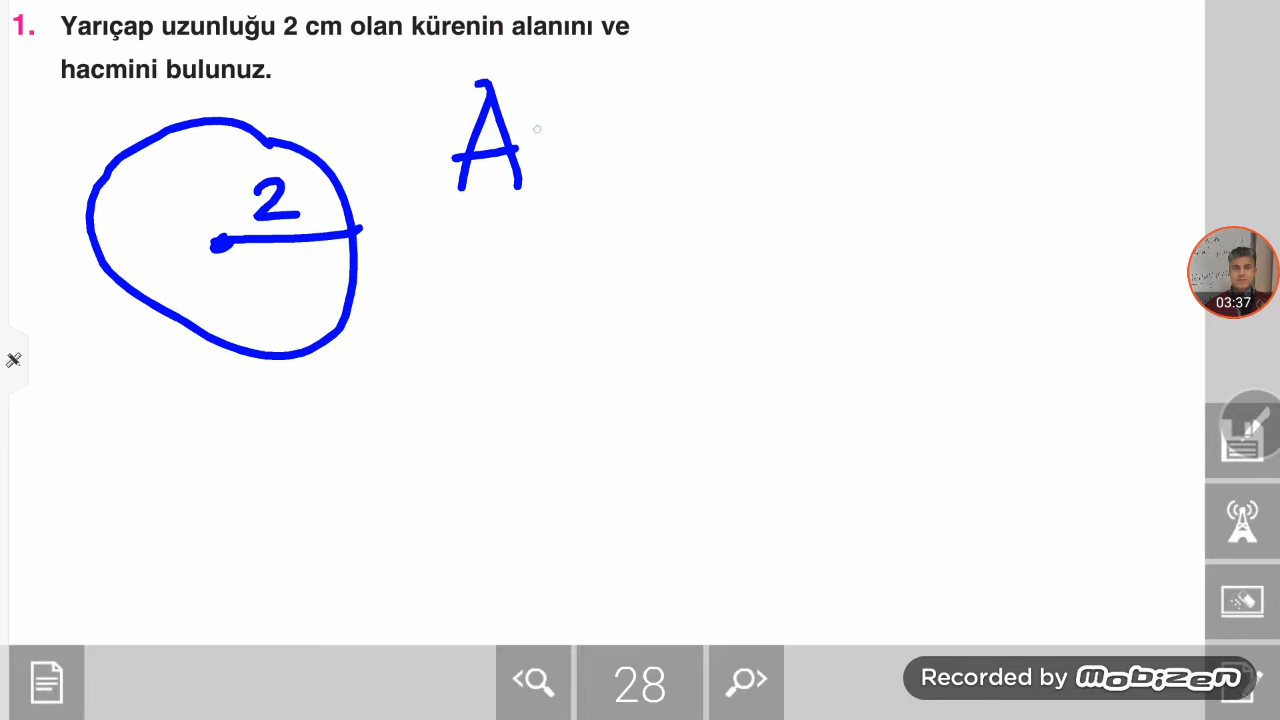 1. Yarıçap uzunluğu 2 cm olan kürenin alanını ve
hacmini bulunuz.
A
2
03:37
28
Recorded by mobizen